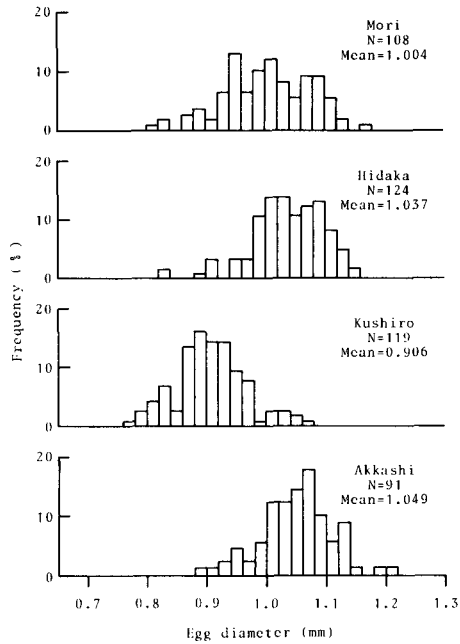 Mori
N=108
Mean=1.004
20
10
0
Hidaka
N=124
Mean=1.037
20
10
0
Kushiro
N=119
Mean=0.906
20
10
0
Akkashi
N=91
Mean=1.049
20
10
0
Frequency (%)
0.7 0.8 0.9 1.0 1.1 1.2 1.3
Egg diameter (mm)